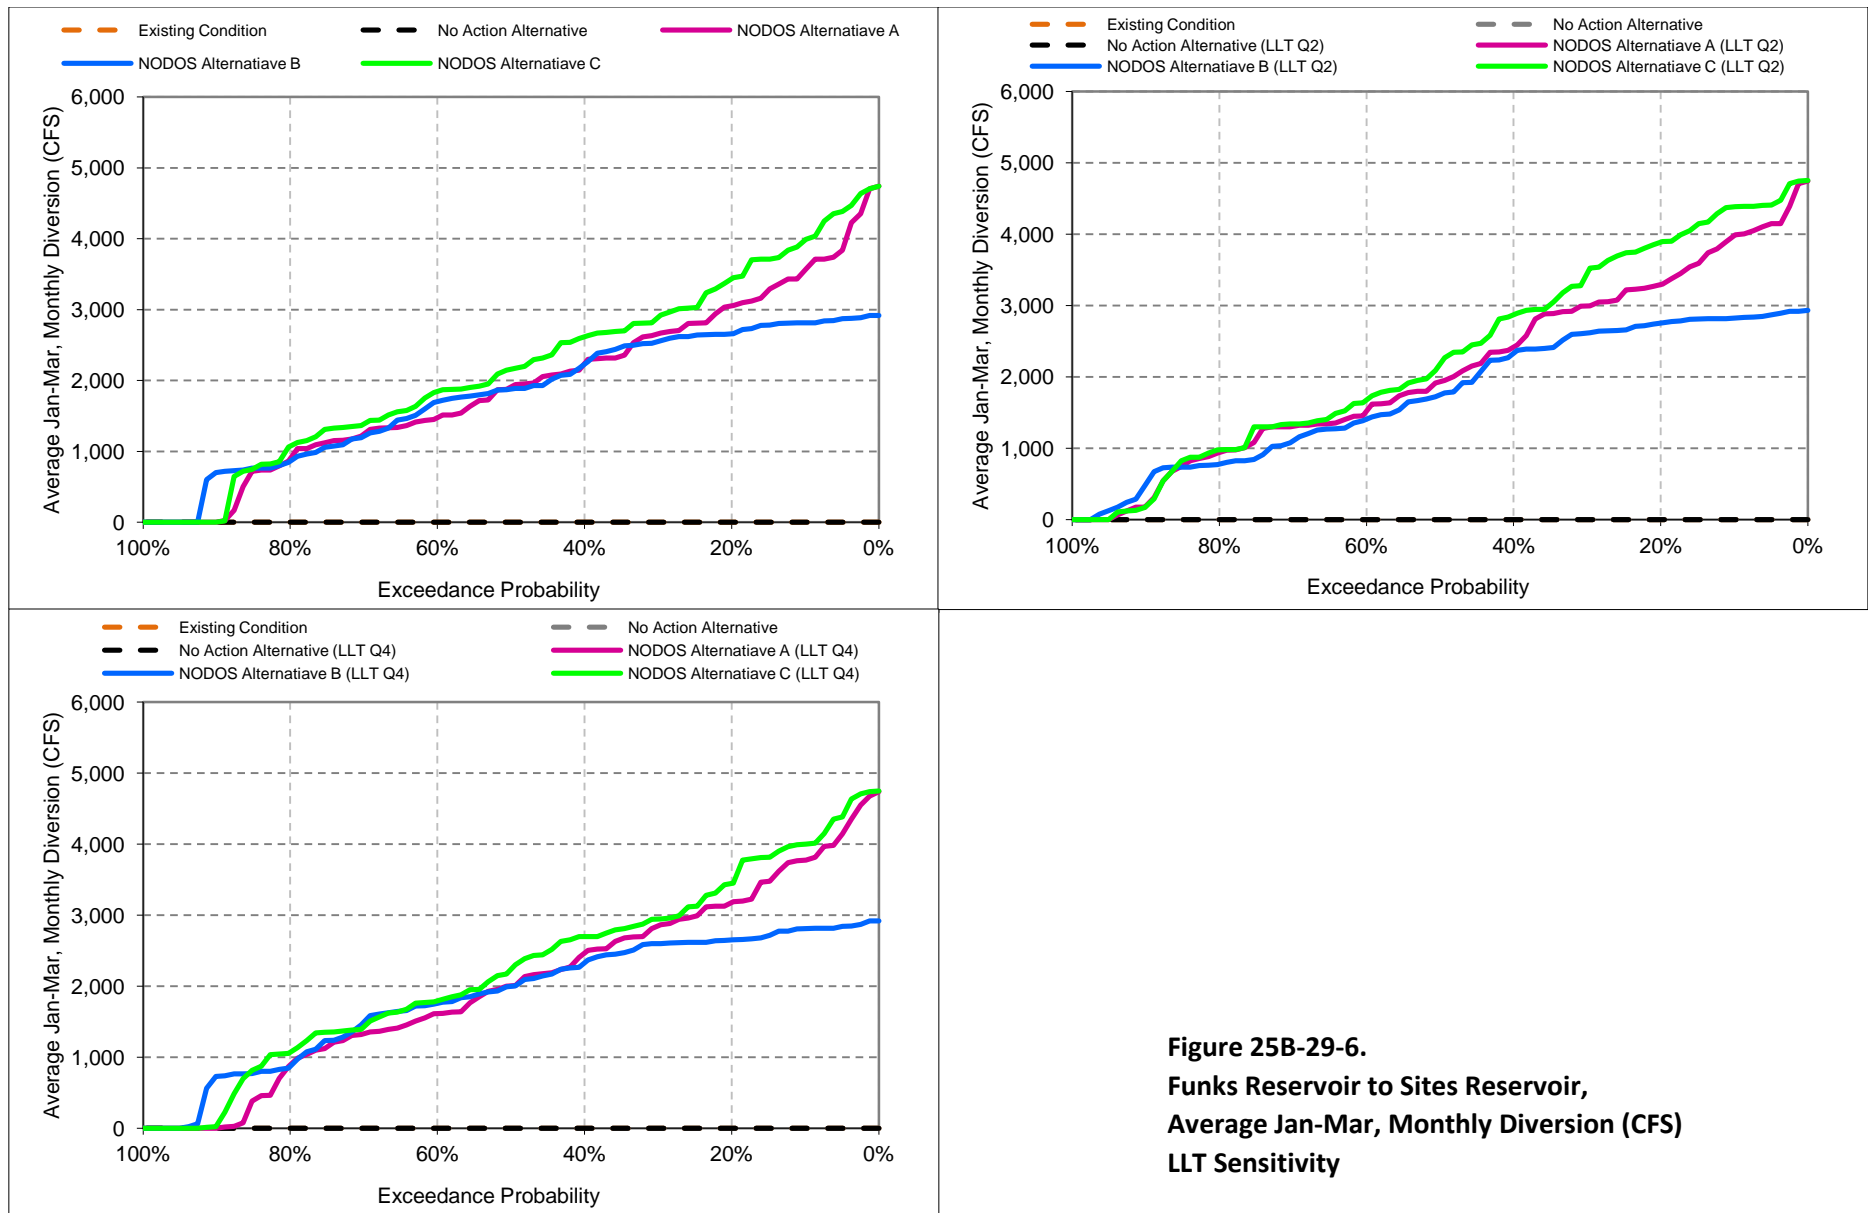 Existing Condition
No Action Alternative
NODOS Alternatiave A
NODOS Alternatiave B
NODOS Alternatiave C
Average Jan-Mar, Monthly Diversion (CFS)
6,000
5,000
4,000
3,000
2,000
1,000
0
100%
80%
60%
40%
20%
0%
Exceedance Probability
Existing Condition
No Action Alternative
No Action Alternative (LLT Q2)
NODOS Alternatiave A (LLT Q2)
NODOS Alternatiave B (LLT Q2)
NODOS Alternatiave C (LLT Q2)
Average Jan-Mar, Monthly Diversion (CFS)
6,000
5,000
4,000
3,000
2,000
1,000
0
100%
80%
60%
40%
20%
0%
Exceedance Probability
Existing Condition
No Action Alternative
No Action Alternative (LLT Q4)
NODOS Alternatiave A (LLT Q4)
NODOS Alternatiave B (LLT Q4)
NODOS Alternatiave C (LLT Q4)
Average Jan-Mar, Monthly Diversion (CFS)
6,000
5,000
4,000
3,000
2,000
1,000
0
100%
80%
60%
40%
20%
0%
Exceedance Probability
Figure 25B-29-6.
Funks Reservoir to Sites Reservoir,
Average Jan-Mar, Monthly Diversion (CFS)
LLT Sensitivity